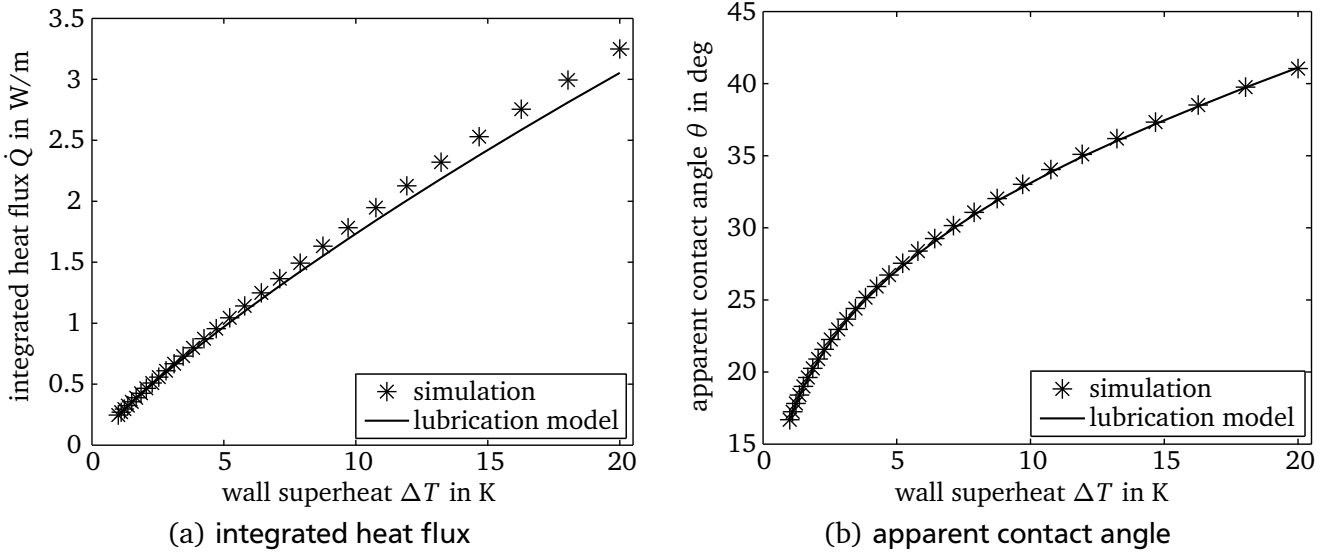 3.5
3
2.5
2
1.5
1
0.5
0
0 5 10 15 20
integrated heat flux Q̇ in W/m
wall superheat ΔT in K
simulation
lubrication model
(a) integrated heat flux
45
40
35
30
25
20
15
0 5 10 15 20
apparent contact angle θ in deg
wall superheat ΔT in K
simulation
lubrication model
(b) apparent contact angle